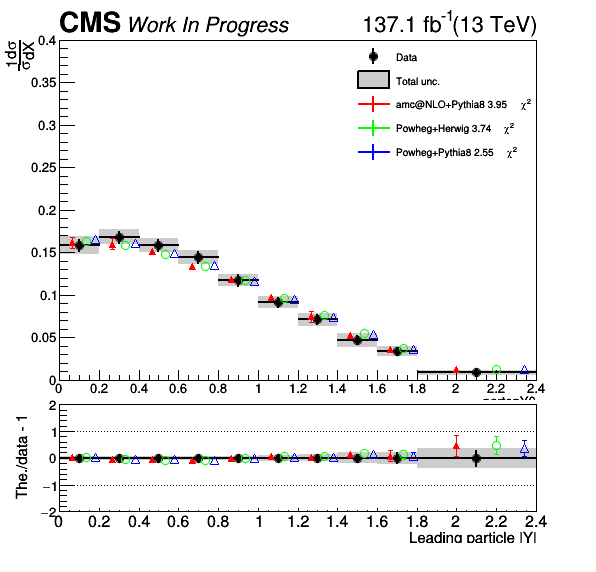 CMS Work In Progress 137.1 fb⁻¹(13 TeV)
1 dσ
σ dX
0.4
0.35
0.3
0.25
0.2
0.15
0.1
0.05
0
Data
Total unc.
amc@NLO+Pythia8 3.95 χ²
Powheg+Herwig 3.74 χ²
Powheg+Pythia8 2.55 χ²
0 0.2 0.4 0.6 0.8 1 1.2 1.4 1.6 1.8 2 2.2 2.4
The./data - 1
2
1
0
−1
−2
0 0.2 0.4 0.6 0.8 1 1.2 1.4 1.6 1.8 2 2.2 2.4
Leading particle |Y|